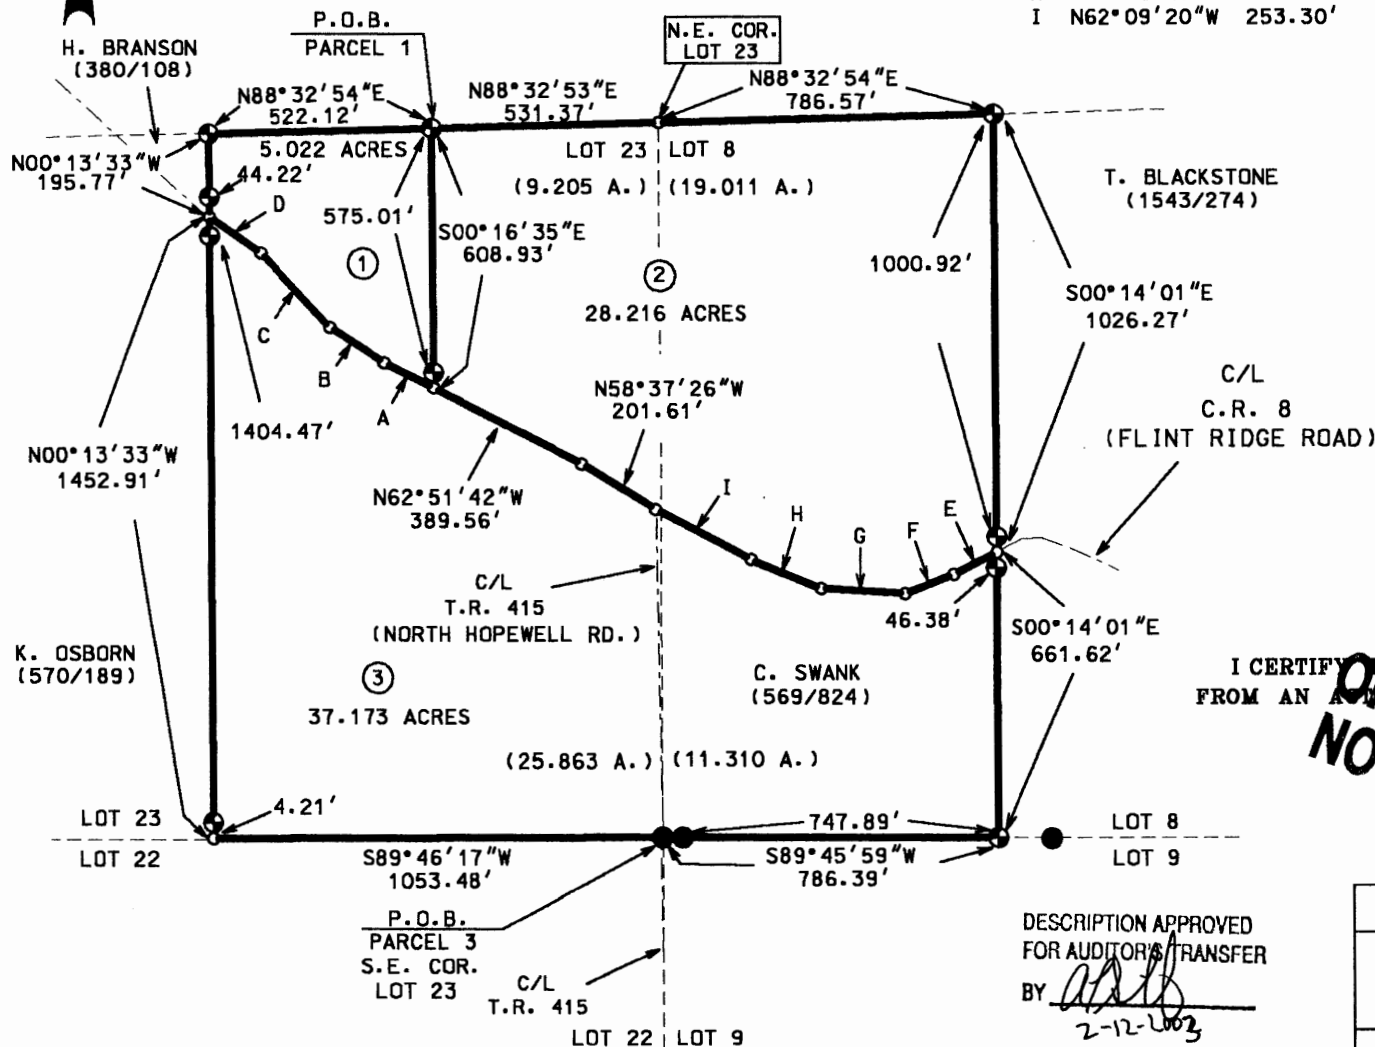 I N62°09'20"W 253.30'
P.O.B.
PARCEL 1
H. BRANSON
(380/108)
N.E. COR.
LOT 23
N88°32'54"E
522.12'
N88°32'53"E
531.37'
N88°32'54"E
786.57'
5.022 ACRES
LOT 23
LOT 8
N00°13'33"W
195.77'
44.22'
D
(9.205 A.)
(19.011 A.)
T. BLACKSTONE
(1543/274)
575.01'
S00°16'35"E
608.93'
1000.92'
1
2
28.216 ACRES
S00°14'01"E
1026.27'
C
B
A
N58°37'26"W
201.61'
C/L
C.R. 8
(FLINT RIDGE ROAD)
1404.47'
N00°13'33"W
1452.91'
N62°51'42"W
389.56'
I
H
G
F
E
C/L
T.R. 415
(NORTH HOPEWELL RD.)
46.38'
S00°14'01"E
661.62'
K. OSBORN
(570/189)
3
37.173 ACRES
C. SWANK
(569/824)
I CERTIFY
FROM AN
NO
(25.863 A.)
(11.310 A.)
LOT 23
LOT 22
4.21'
747.89'
LOT 8
LOT 9
S89°46'17"W
1053.48'
S89°45'59"W
786.39'
P.O.B.
PARCEL 3
S.E. COR.
LOT 23
C/L
T.R. 415
DESCRIPTION APPROVED
FOR AUDITOR'S TRANSFER
BY
2-12-2003
LOT 22
LOT 9